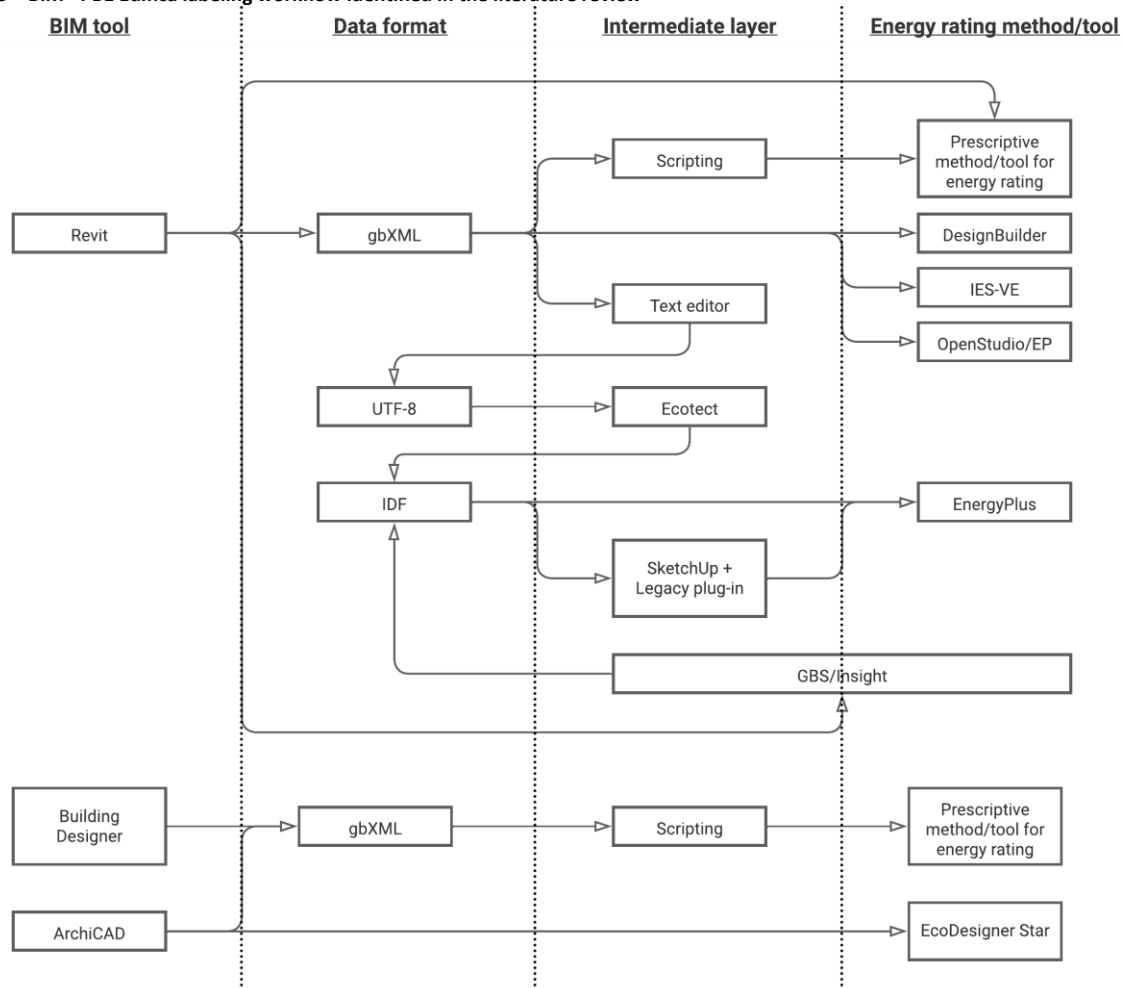 BIM tool
Data format
Intermediate layer
Energy rating method/tool
Prescriptive
method/tool for
energy rating
Scripting
Revit
gbXML
DesignBuilder
IES-VE
Text editor
OpenStudio/EP
UTF-8
Ecotect
IDF
EnergyPlus
SketchUp +
Legacy plug-in
GBS/Insight
Building
Designer
gbXML
Scripting
Prescriptive
method/tool for
energy rating
ArchiCAD
EcoDesigner Star